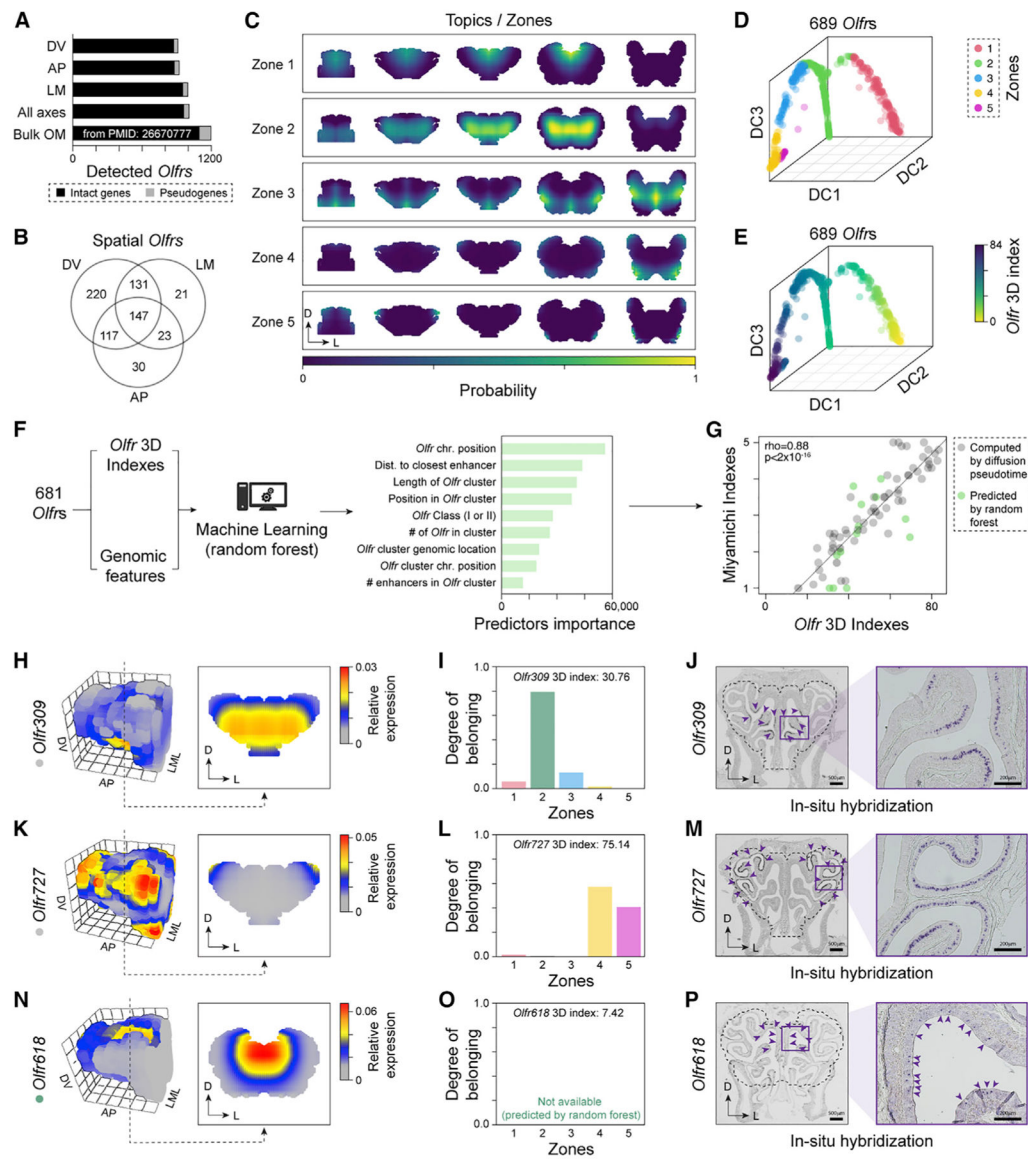 A
DV
AP
LM
All axes
Bulk OM
from PMID: 26670777
0
1200
Detected Olfrs
Intact genes
Pseudogenes
B
Spatial Olfrs
DV
LM
220
131
21
147
117
23
30
AP
C
Topics / Zones
Zone 1
Zone 2
Zone 3
Zone 4
Zone 5
D
L
0
1
Probability
D
689 Olfrs
DC3
DC1
DC2
1
2
3
4
5
Zones
E
689 Olfrs
DC3
DC1
DC2
84
0
Olfr 3D index
F
681
Olfrs
Olfr 3D
Indexes
Genomic
features
Machine Learning
(random forest)
Olfr chr. position
Dist. to closest enhancer
Length of Olfr cluster
Position in Olfr cluster
Olfr Class (I or II)
# of Olfr in cluster
Olfr cluster genomic location
Olfr cluster chr. position
# enhancers in Olfr cluster
0
60,000
Predictors importance
G
rho=0.88
p<2x10⁻¹⁶
5
1
Miyamichi Indexes
0
80
Olfr 3D Indexes
Computed
by diffusion
pseudotime
Predicted
by random
forest
H
Olfr309
DV
AP
LML
D
L
0.03
0
Relative
expression
I
1.0
0.0
Degree of
belonging
Olfr309 3D index: 30.76
1 2 3 4 5
Zones
J
Olfr309
D
L
500µm
200µm
In-situ hybridization
K
Olfr727
DV
AP
LML
D
L
0.05
0
Relative
expression
L
1.0
0.0
Degree of
belonging
Olfr727 3D index: 75.14
1 2 3 4 5
Zones
M
Olfr727
D
L
500µm
200µm
In-situ hybridization
N
Olfr618
DV
AP
LML
D
L
0.06
0
Relative
expression
O
1.0
0.0
Degree of
belonging
Olfr618 3D index: 7.42
Not available
(predicted by random forest)
1 2 3 4 5
Zones
P
Olfr618
D
L
500µm
200µm
In-situ hybridization